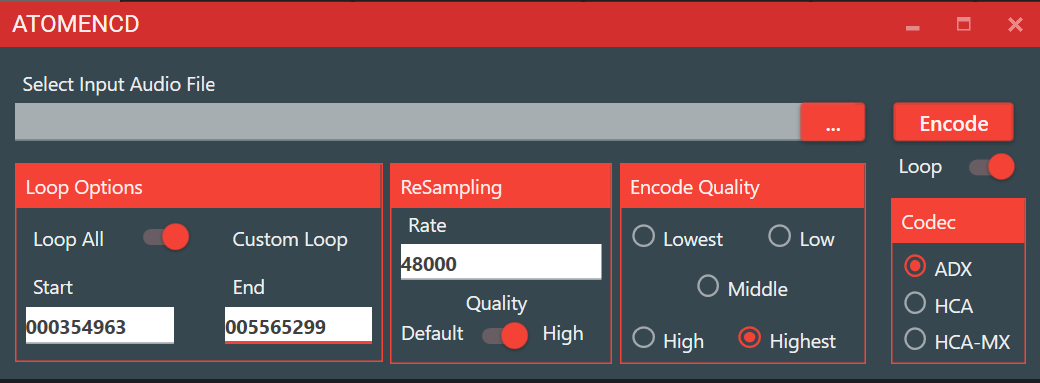 ATOMENCD
Select Input Audio File
...
Encode
Loop
Loop Options
Loop All
Custom Loop
Start
End
000354963
005565299
ReSampling
Rate
48000
Quality
Default
High
Encode Quality
Lowest
Low
Middle
High
Highest
Codec
ADX
HCA
HCA-MX